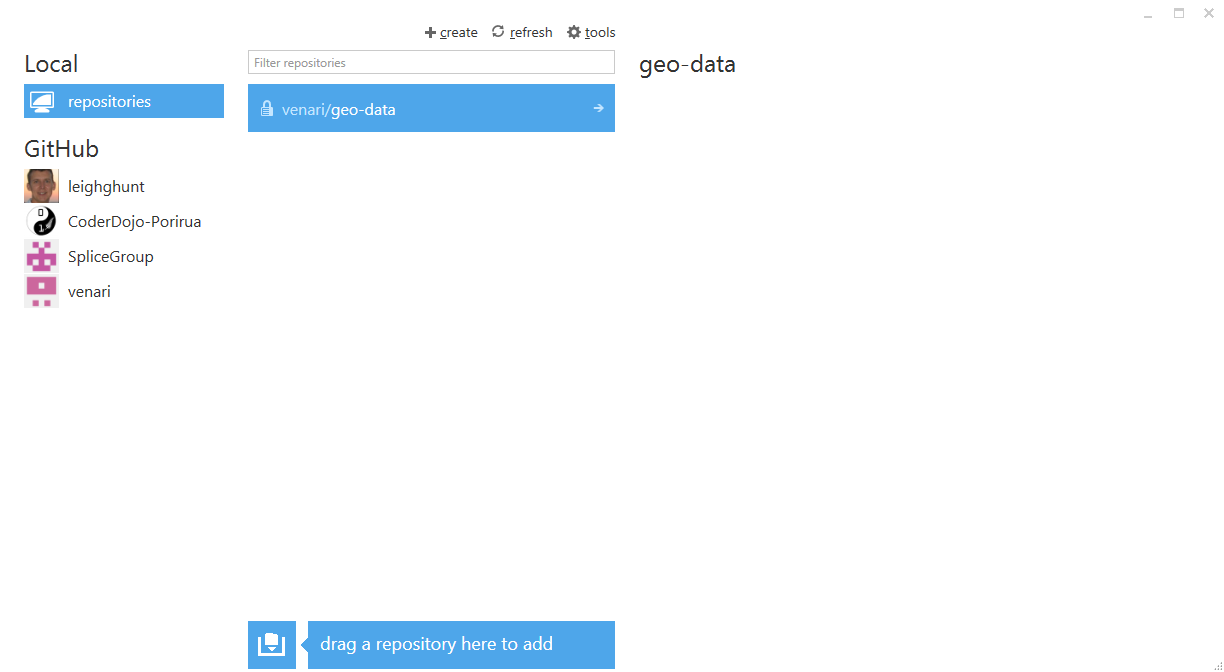 create refresh tools
Local
Filter repositories
geo-data
repositories
venari/geo-data
GitHub
leighghunt
CoderDojo-Porirua
SpliceGroup
venari
drag a repository here to add